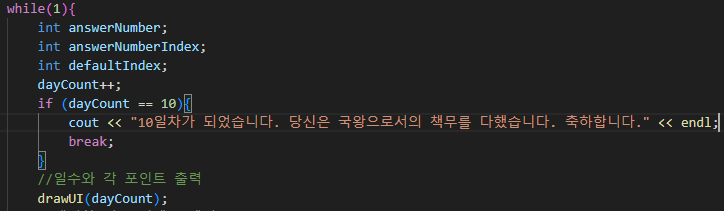 while(1){
int answerNumber;
int answerNumberIndex;
int defaultIndex;
dayCount++;
if (dayCount == 10){
cout << "10일차가 되었습니다. 당신은 국왕으로서의 책무를 다했습니다. 축하합니다." << endl;
break;
}
//일수와 각 포인트 출력
drawUI(dayCount);